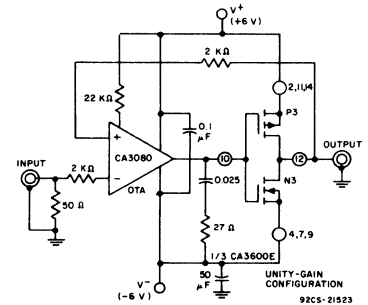 V+
(+6 V)
2 KΩ
2,11,14
22 KΩ
P3
+
0.1
μF
INPUT
2 KΩ
CA3080
10
12
OUTPUT
-
OTA
0.025
N3
50
Ω
27
Ω
4,7,9
1/3 CA3600E
V-
(-6 V)
50
μF
UNITY-GAIN
CONFIGURATION
92CS-21523